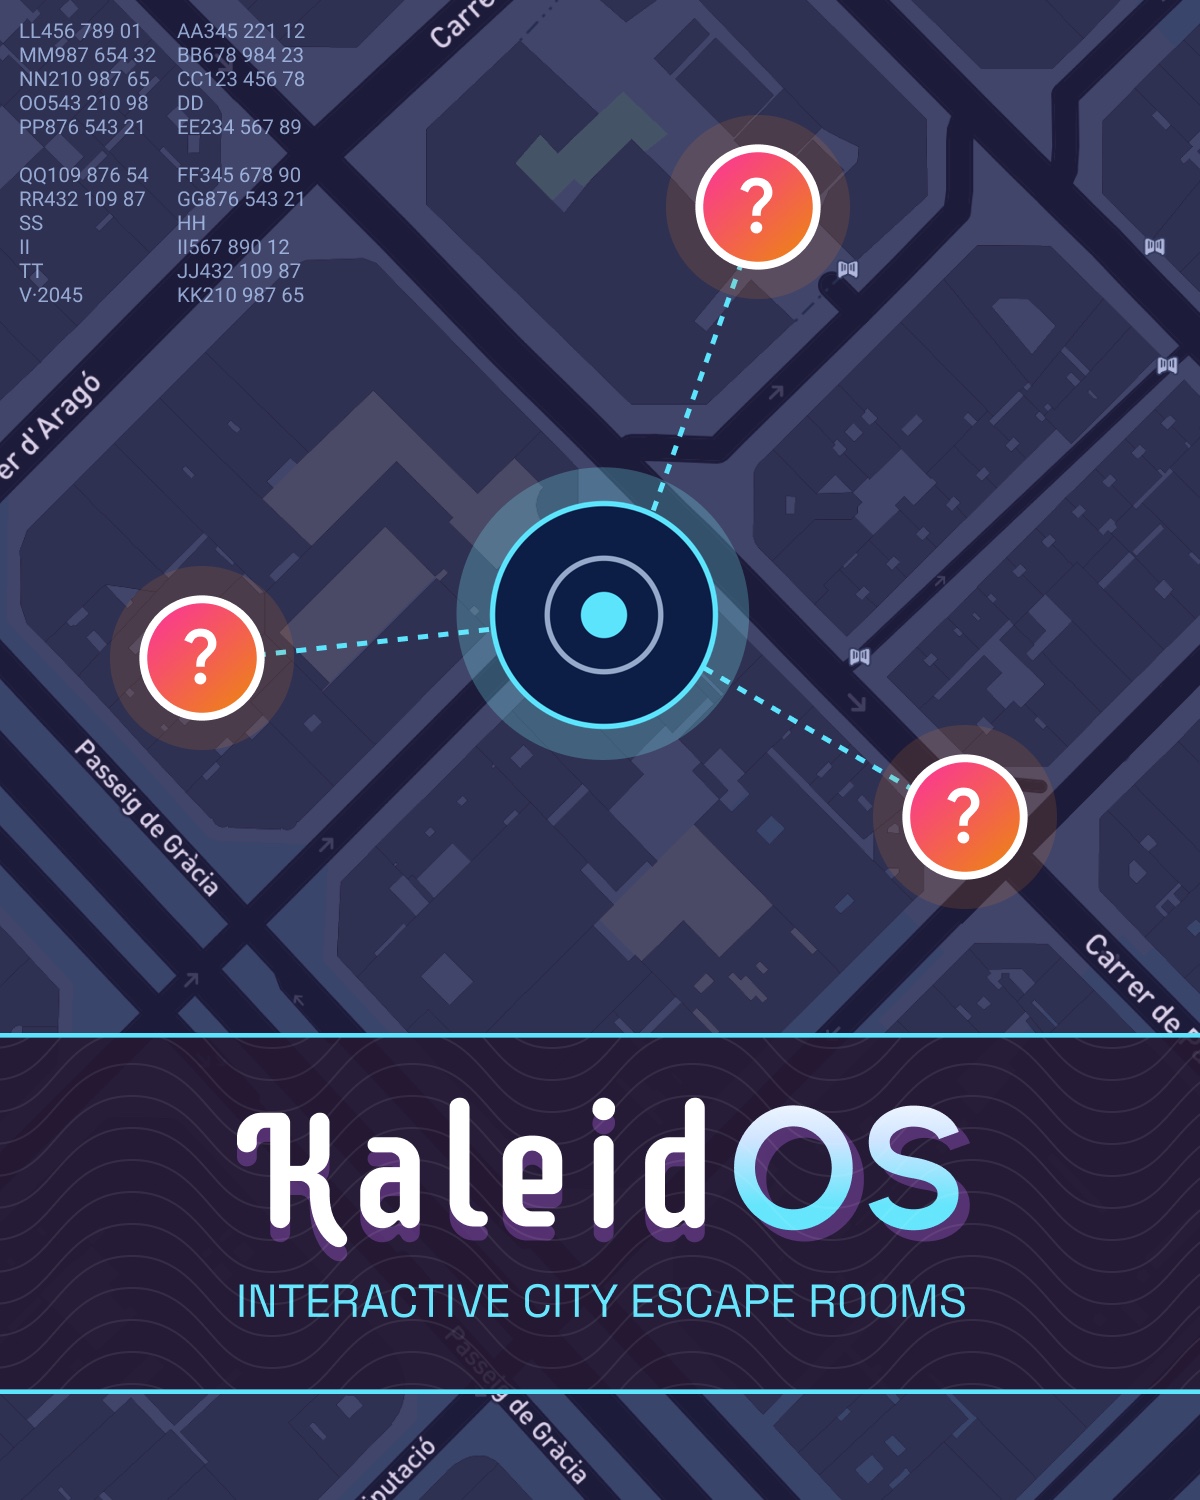 LL456 789 01
MM987 654 32
NN210 987 65
OO543 210 98
PP876 543 21
QQ109 876 54
RR432 109 87
SS
II
TT
V·2045
AA345 221 12
BB678 984 23
CC123 456 78
DD
EE234 567 89
FF345 678 90
GG876 543 21
HH
II567 890 12
JJ432 109 87
KK210 987 65
Carre
?
er d'Aragó
?
?
Passeig de Gràcia
Carrer de
KaleidOS
INTERACTIVE CITY ESCAPE ROOMS
Passeig de Gràcia
iputació